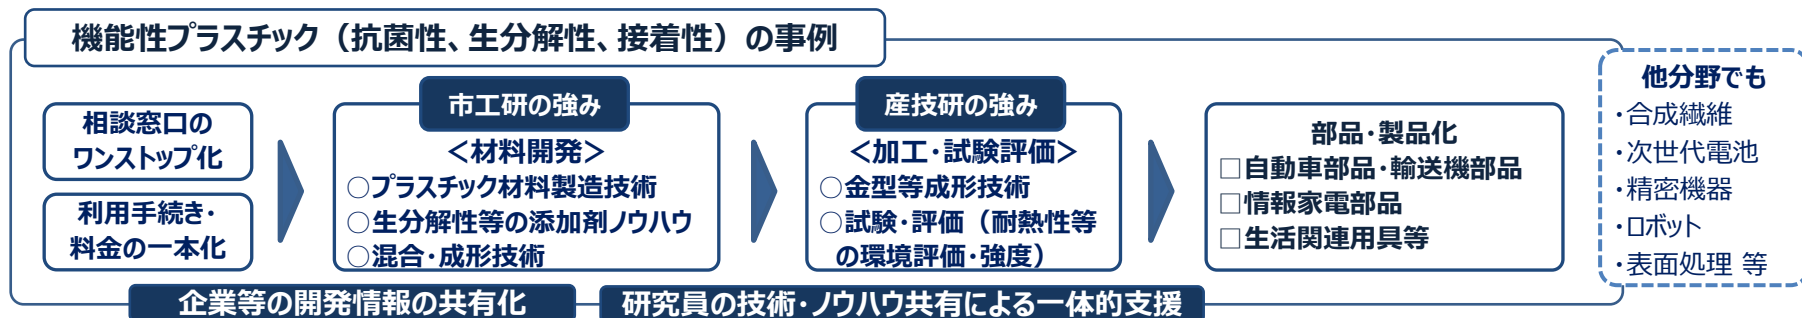 機能性プラスチック（抗菌性、生分解性、接着性）の事例
相談窓口の
ワンストップ化
利用手続き・
料金の一本化
市工研の強み
＜材料開発＞
○プラスチック材料製造技術
○生分解性等の添加剤ノウハウ
○混合・成形技術
産技研の強み
＜加工・試験評価＞
○金型等成形技術
○試験・評価（耐熱性等
の環境評価・強度）
部品・製品化
□自動車部品・輸送機部品
□情報家電部品
□生活関連用具等
他分野でも
・合成繊維
・次世代電池
・精密機器
・ロボット
・表面処理 等
企業等の開発情報の共有化
研究員の技術・ノウハウ共有による一体的支援